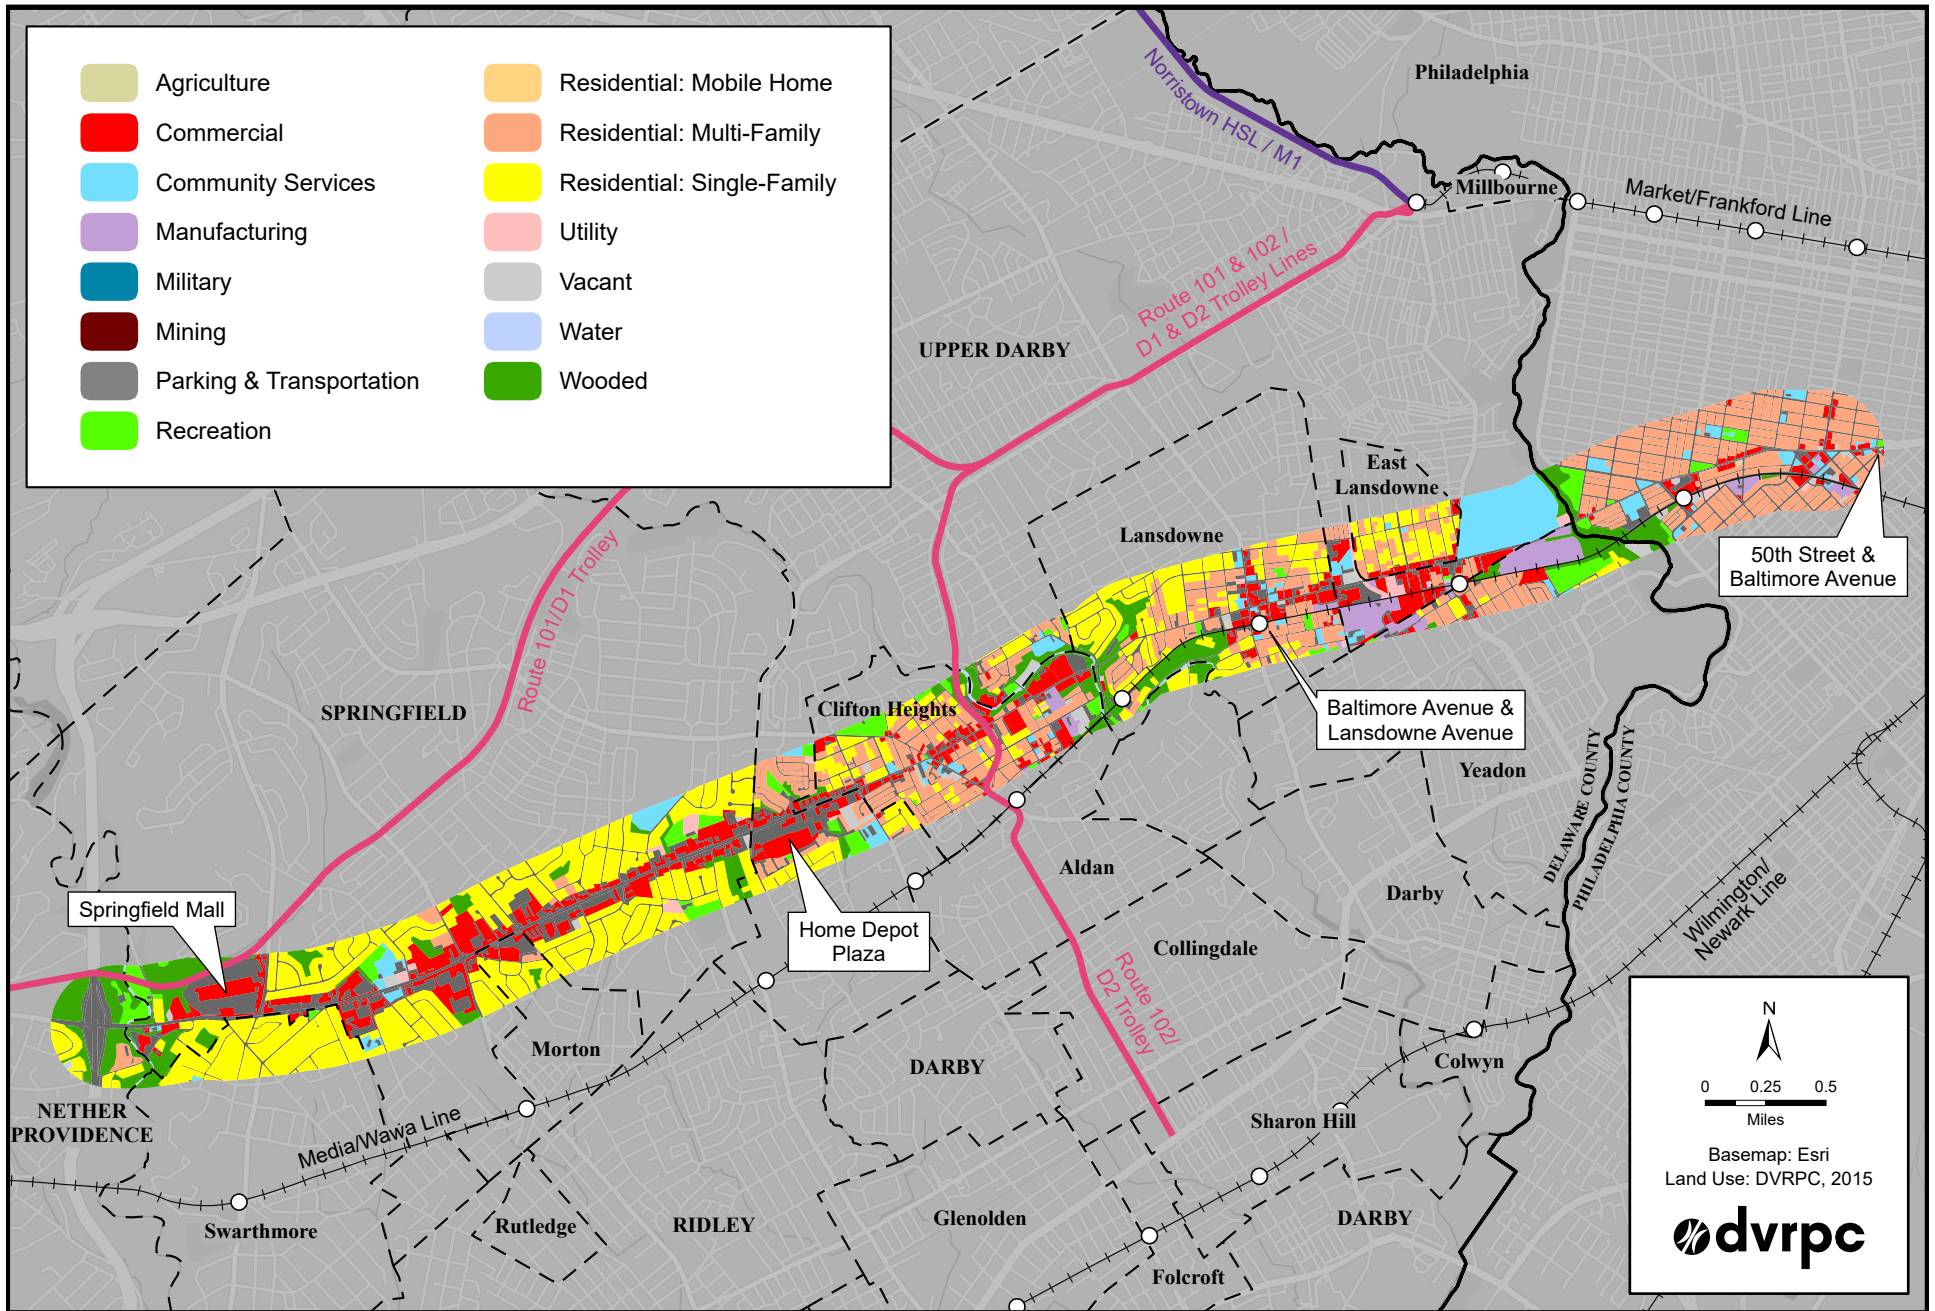 Agriculture
Commercial
Community Services
Manufacturing
Military
Mining
Parking & Transportation
Recreation
Residential: Mobile Home
Residential: Multi-Family
Residential: Single-Family
Utility
Vacant
Water
Wooded
Philadelphia
Norristown HSL / M1
Millbourne
Market/Frankford Line
Route 101 & 102 /
D1 & D2 Trolley Lines
UPPER DARBY
East
Lansdowne
Lansdowne
50th Street &
Baltimore Avenue
Route 101/D1 Trolley
SPRINGFIELD
Clifton Heights
Baltimore Avenue &
Lansdowne Avenue
Yeadon
DELAWARE COUNTY
PHILADELPHIA COUNTY
Aldan
Darby
Springfield Mall
Home Depot
Plaza
Collingdale
Wilmington/
Newark Line
Route 102/
D2 Trolley
Morton
DARBY
Colwyn
NETHER
PROVIDENCE
Media/Wawa Line
Sharon Hill
Swarthmore
Rutledge
RIDLEY
Glenolden
DARBY
Folcroft
N
0 0.25 0.5
Miles
Basemap: Esri
Land Use: DVRPC, 2015
dvrpc